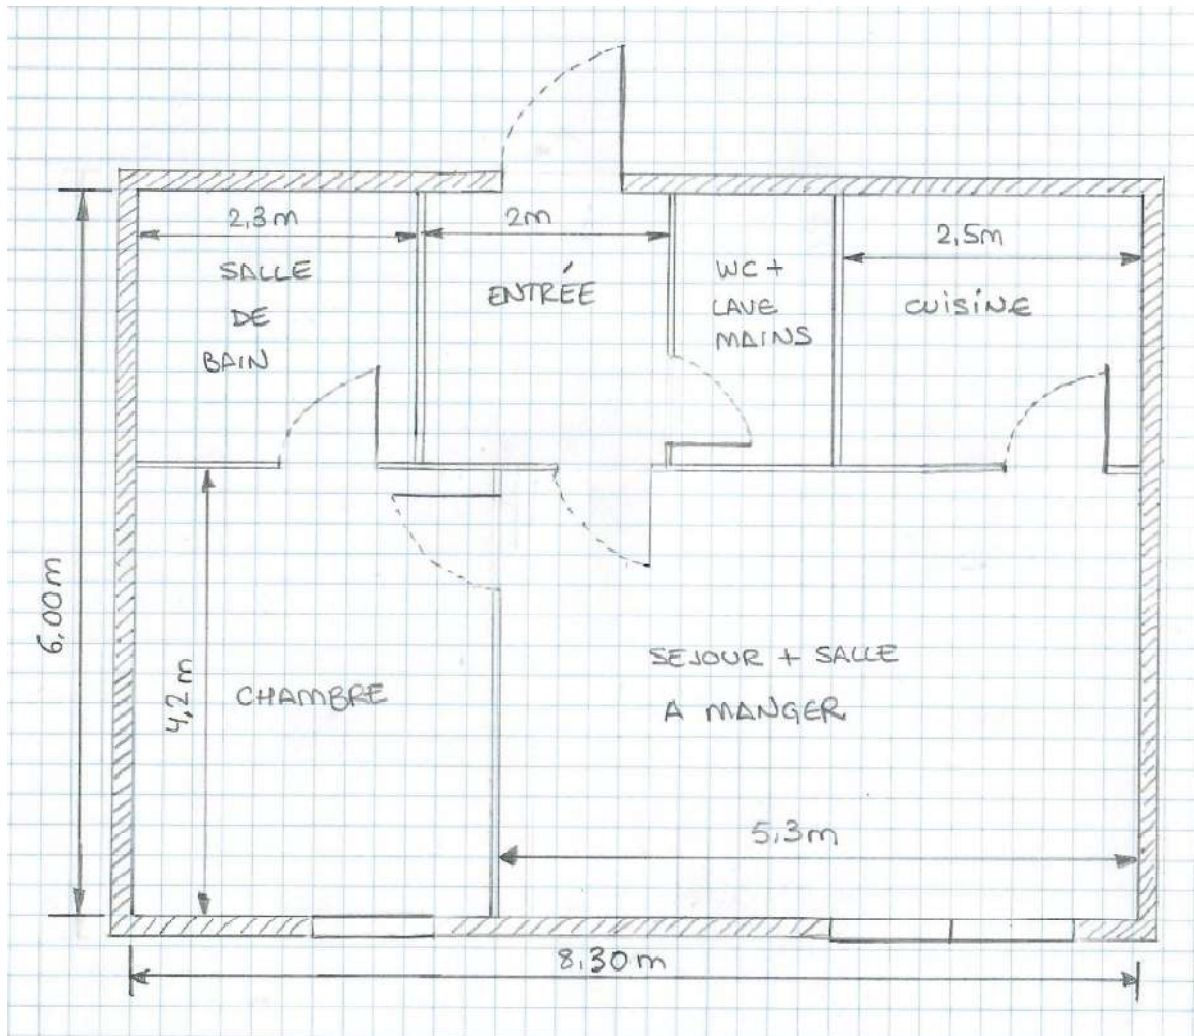 2,3m
2m
2,5m
SALLE
DE
BAIN
ENTRÉE
WC +
LAVE
MAINS
CUISINE
6,00m
4,2m
CHAMBRE
SEJOUR + SALLE
A MANGER
5,3m
8,30m